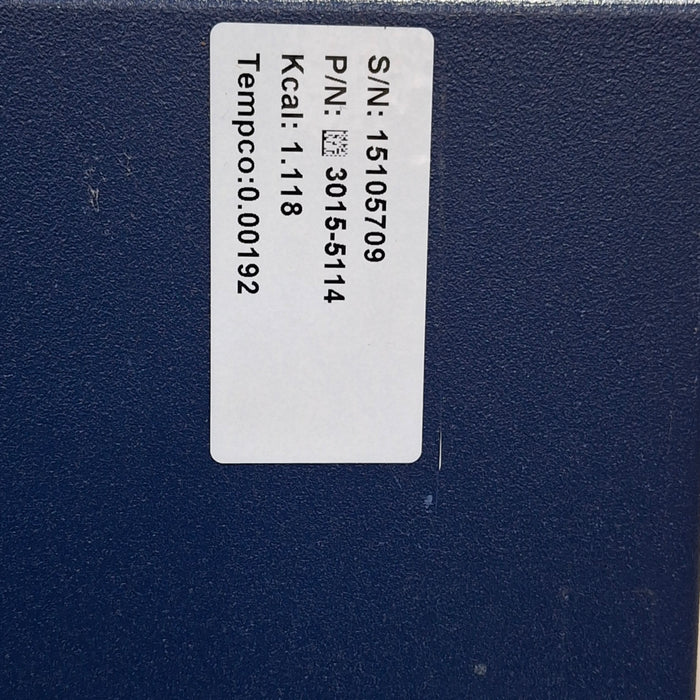 S/N: 15105709
P/N: 3015-5114
Kcal: 1.118
Tempco:0.00192